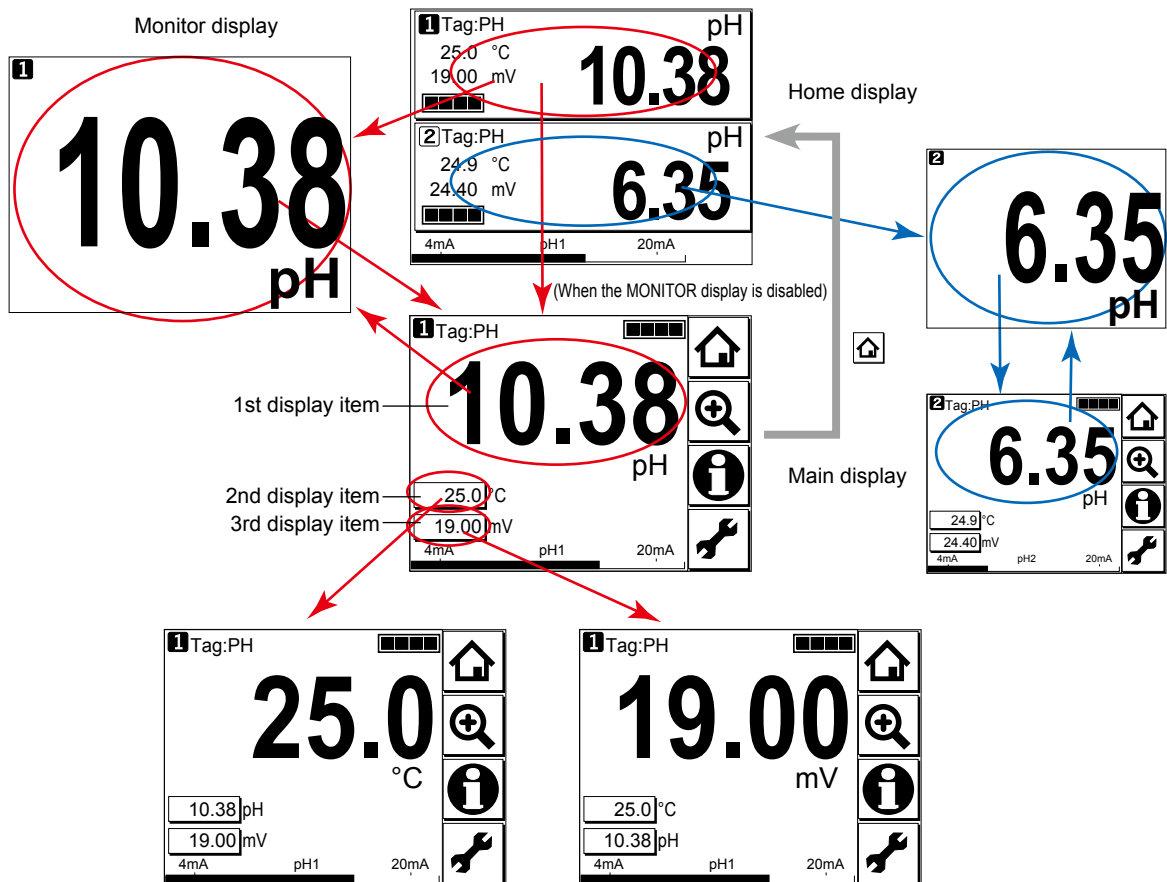 Monitor display
1
10.38
pH
1 Tag:PH
pH
25.0 °C
19.00 mV
10.38
2 Tag:PH
pH
24.9 °C
24.40 mV
6.35
4mA pH1 20mA
Home display
2
6.35
pH
(When the MONITOR display is disabled)
1 Tag:PH
10.38
pH
1st display item
2nd display item
25.0 °C
3rd display item
19.00 mV
4mA pH1 20mA
Main display
2 Tag:PH
6.35
pH
24.9 °C
24.40 mV
4mA pH2 20mA
1 Tag:PH
25.0
°C
10.38 pH
19.00 mV
4mA pH1 20mA
1 Tag:PH
19.00
mV
25.0 °C
10.38 pH
4mA pH1 20mA